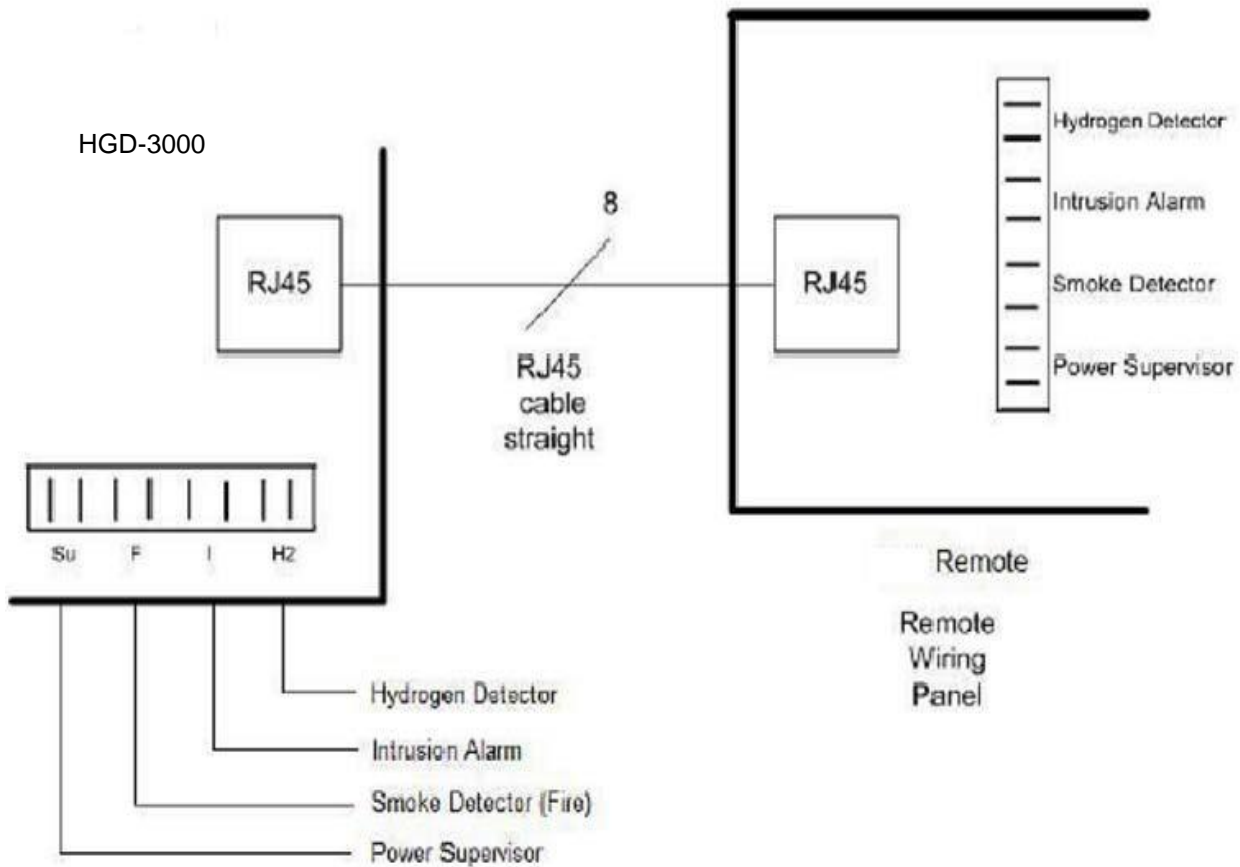 HGD-3000
RJ45
8
RJ45
cable
straight
RJ45
Hydrogen Detector
Intrusion Alarm
Smoke Detector
Power Supervisor
Su F I H2
Remote
Remote
Wiring
Panel
Hydrogen Detector
Intrusion Alarm
Smoke Detector (Fire)
Power Supervisor